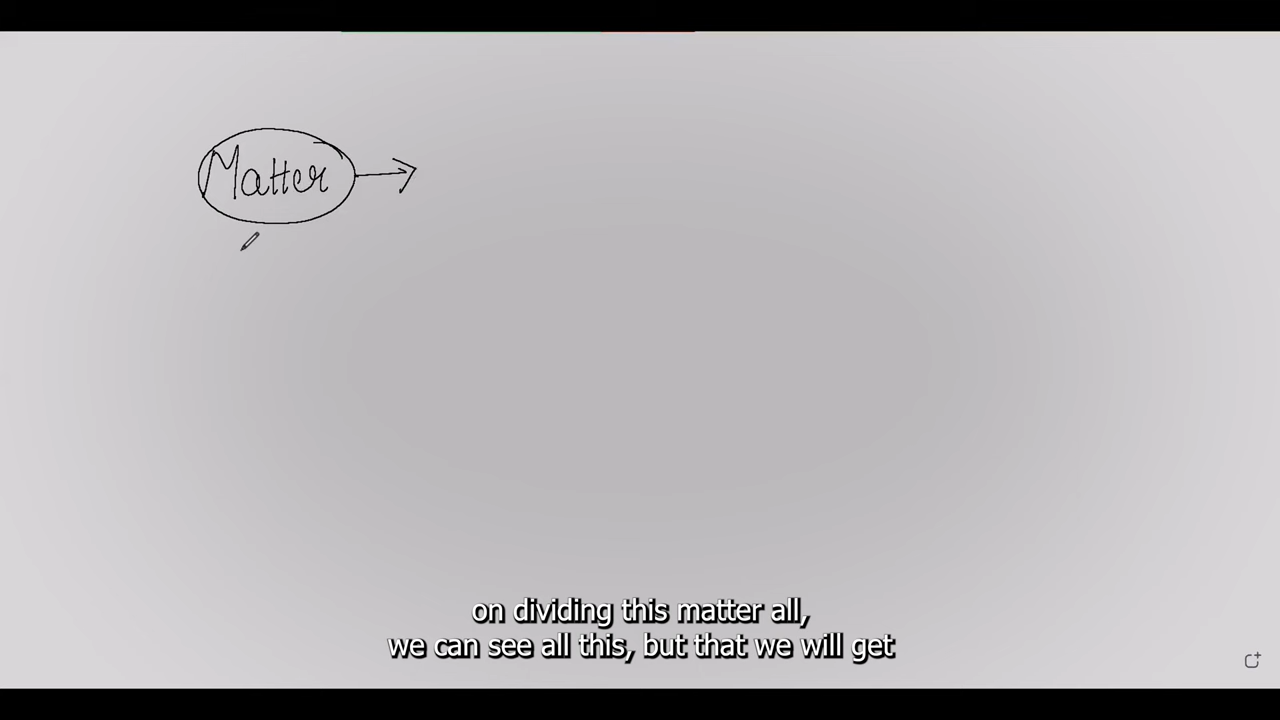 Matter
on dividing this matter all,
we can see all this, but that we will get